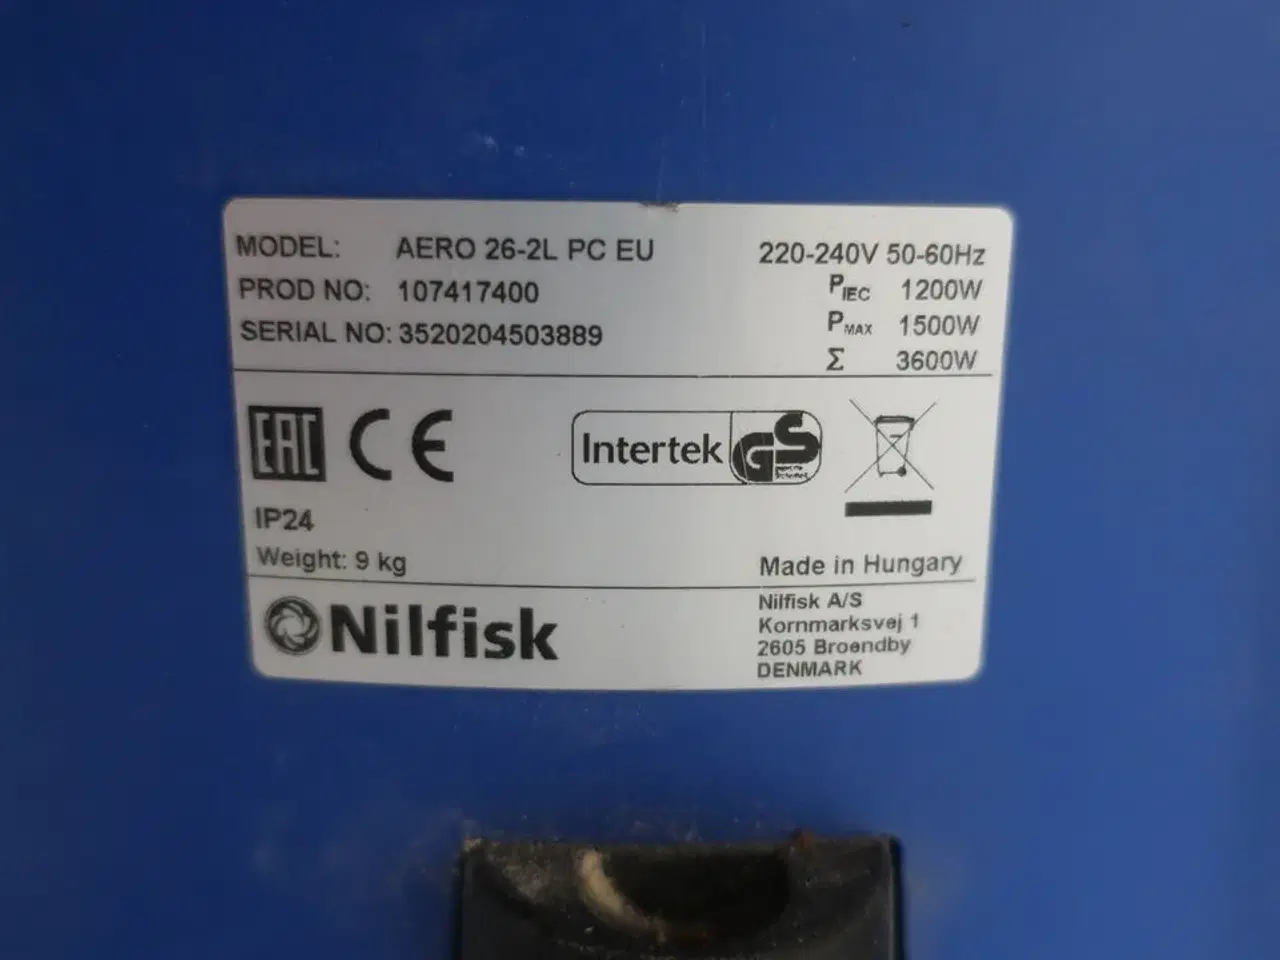 MODEL: AERO 26-2L PC EU
PROD NO: 107417400
SERIAL NO: 3520204503889
220-240V 50-60Hz
PIEC 1200W
PMAX 1500W
Σ 3600W
EAC CE
Intertek GS
IP24
Weight: 9 kg
Made in Hungary
Nilfisk
Nilfisk A/S
Kornmarksvej 1
2605 Broendby
DENMARK